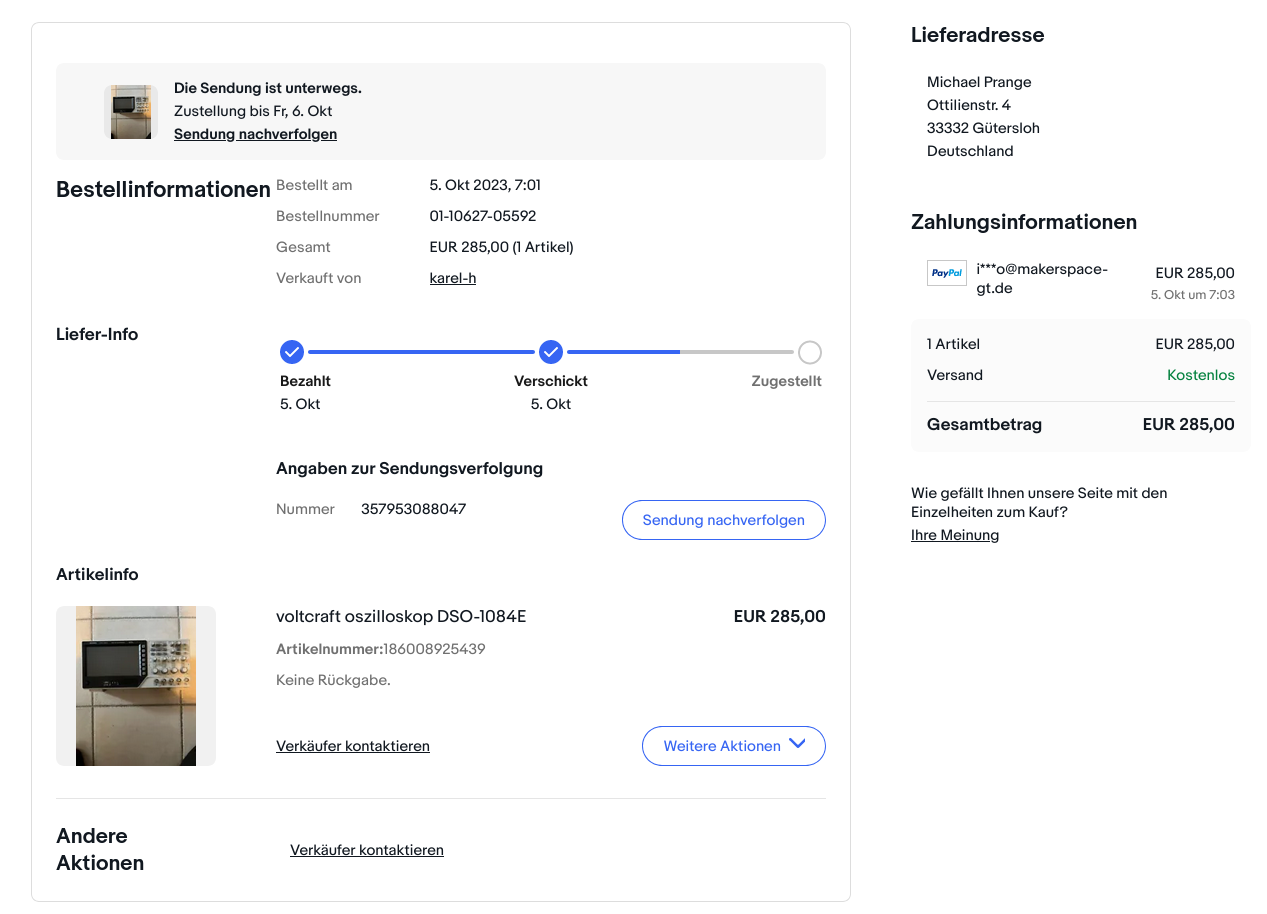 Die Sendung ist unterwegs.
Zustellung bis Fr, 6. Okt
Sendung nachverfolgen
Bestellinformationen
Bestellt am 5. Okt 2023, 7:01
Bestellnummer 01-10627-05592
Gesamt EUR 285,00 (1 Artikel)
Verkauft von karel-h
Liefer-Info
Bezahlt Verschickt Zugestellt
5. Okt 5. Okt
Angaben zur Sendungsverfolgung
Nummer 357953088047
Sendung nachverfolgen
Artikelinfo
voltcraft oszilloskop DSO-1084E EUR 285,00
Artikelnummer:186008925439
Keine Rückgabe.
Verkäufer kontaktieren
Weitere Aktionen
Andere
Aktionen
Verkäufer kontaktieren
Lieferadresse
Michael Prange
Ottilienstr. 4
33332 Gütersloh
Deutschland
Zahlungsinformationen
PayPal
i***o@makerspace-
gt.de
EUR 285,00
5. Okt um 7:03
1 Artikel EUR 285,00
Versand Kostenlos
Gesamtbetrag EUR 285,00
Wie gefällt Ihnen unsere Seite mit den
Einzelheiten zum Kauf?
Ihre Meinung